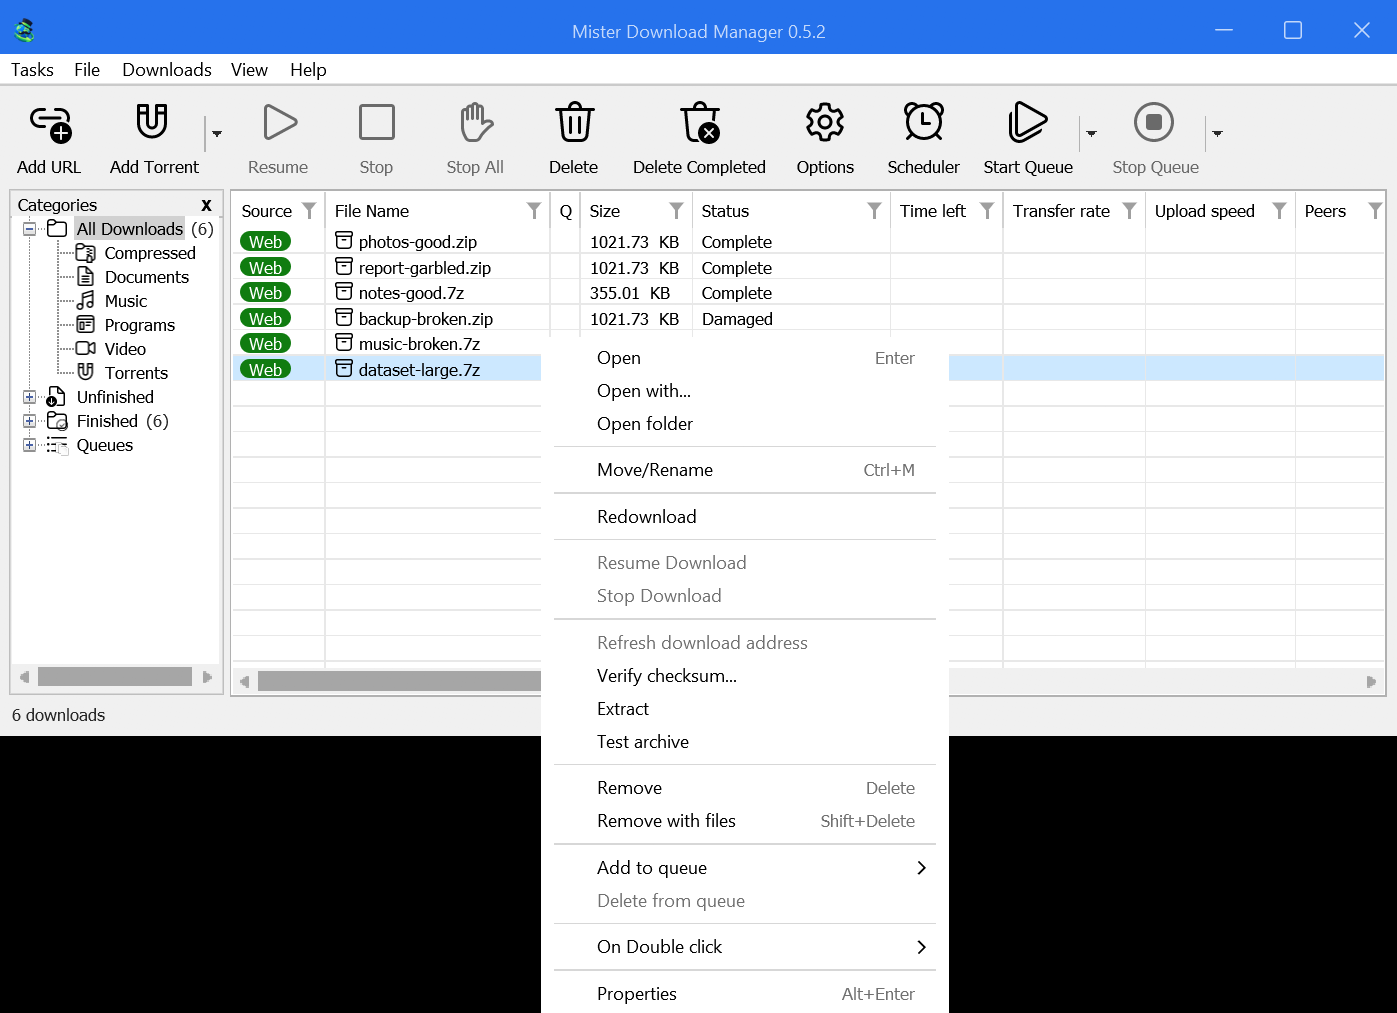 Mister Download Manager 0.5.2
Tasks File Downloads View Help
Add URL Add Torrent Resume Stop Stop All Delete Delete Completed Options Scheduler Start Queue Stop Queue
Categories x
All Downloads (6)
Compressed
Documents
Music
Programs
Video
Torrents
Unfinished
Finished (6)
Queues
Source File Name Q Size Status Time left Transfer rate Upload speed Peers
Web photos-good.zip 1021.73 KB Complete
Web report-garbled.zip 1021.73 KB Complete
Web notes-good.7z 355.01 KB Complete
Web backup-broken.zip 1021.73 KB Damaged
Web music-broken.7z
Web dataset-large.7z
Open Enter
Open with...
Open folder
Move/Rename Ctrl+M
Redownload
Resume Download
Stop Download
Refresh download address
Verify checksum...
Extract
Test archive
Remove Delete
Remove with files Shift+Delete
Add to queue
Delete from queue
On Double click
Properties Alt+Enter
6 downloads